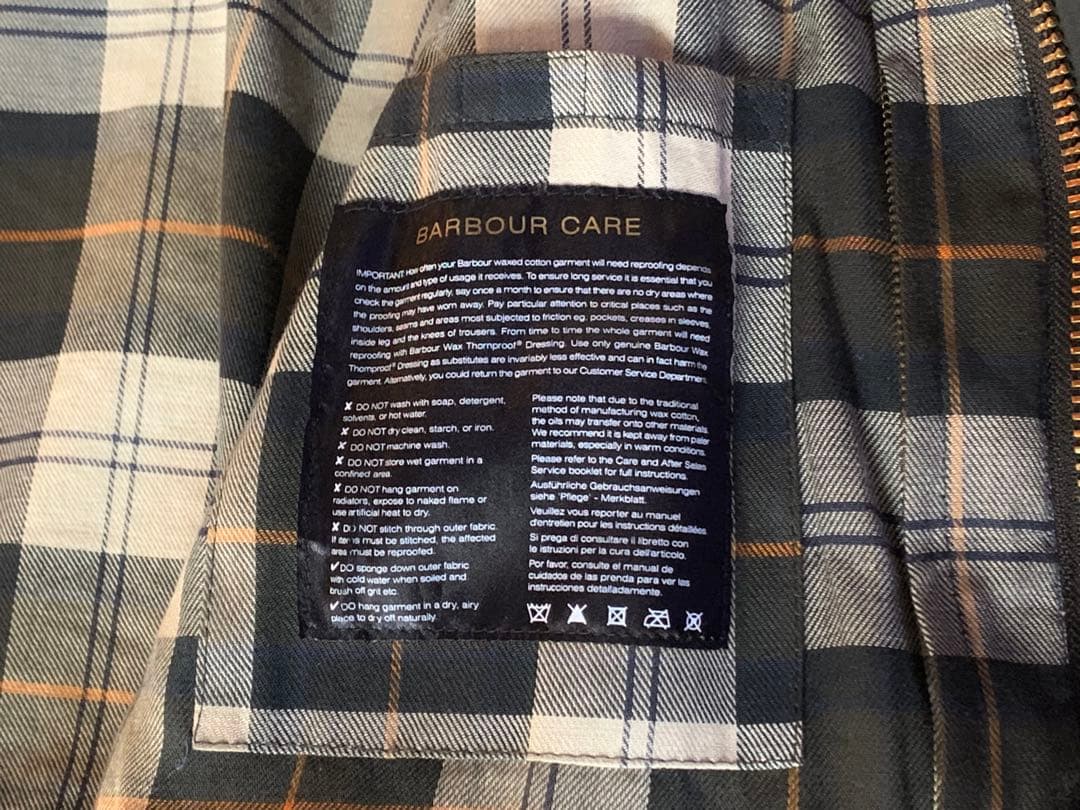 BARBOUR CARE
IMPORTANT: How often your Barbour waxed cotton garment will need reproofing depends
on the amount and type of usage it receives. To ensure long service it is essential that you
check the garment regularly, say once a month to ensure that there are no dry areas where
the proofing may have worn away. Pay particular attention to critical places such as the
shoulders, seams and areas most subjected to friction eg. pockets, creases in sleeves,
inside leg and the knees of trousers. From time to time the whole garment will need
reproofing with Barbour Wax Thornproof® Dressing. Use only genuine Barbour Wax
Thornproof® Dressing as substitutes are invariably less effective and can in fact harm the
garment. Alternatively, you could return the garment to our Customer Service Department.
✘ DO NOT wash with soap, detergent,
solvents, or hot water.
✘ DO NOT dry clean, starch, or iron.
✘ DO NOT machine wash.
✘ DO NOT store wet garment in a
confined area.
✘ DO NOT hang garment on
radiators, expose to naked flame or
use artificial heat to dry.
✘ DO NOT stitch through outer fabric.
If items must be stitched, the affected
area must be reproofed.
✔ DO sponge down outer fabric
with cold water when soiled and
brush off grit etc.
✔ DO hang garment in a dry, airy
place to dry off naturally.
Please note that due to the traditional
method of manufacturing wax cotton,
the oils may transfer onto other materials.
We recommend it is kept away from paler
materials, especially in warm conditions.
Please refer to the Care and After Sales
Service booklet for full instructions.
Ausführliche Gebrauchsanweisungen
siehe 'Pflege' - Merkblatt.
Veuillez vous reporter au manuel
d'entretien pour les instructions détaillées.
Si prega di consultare il libretto con
le istruzioni per la cura dell'articolo.
Por favor, consulte el manual de
cuidados de las prenda para ver las
instrucciones detalladamente.